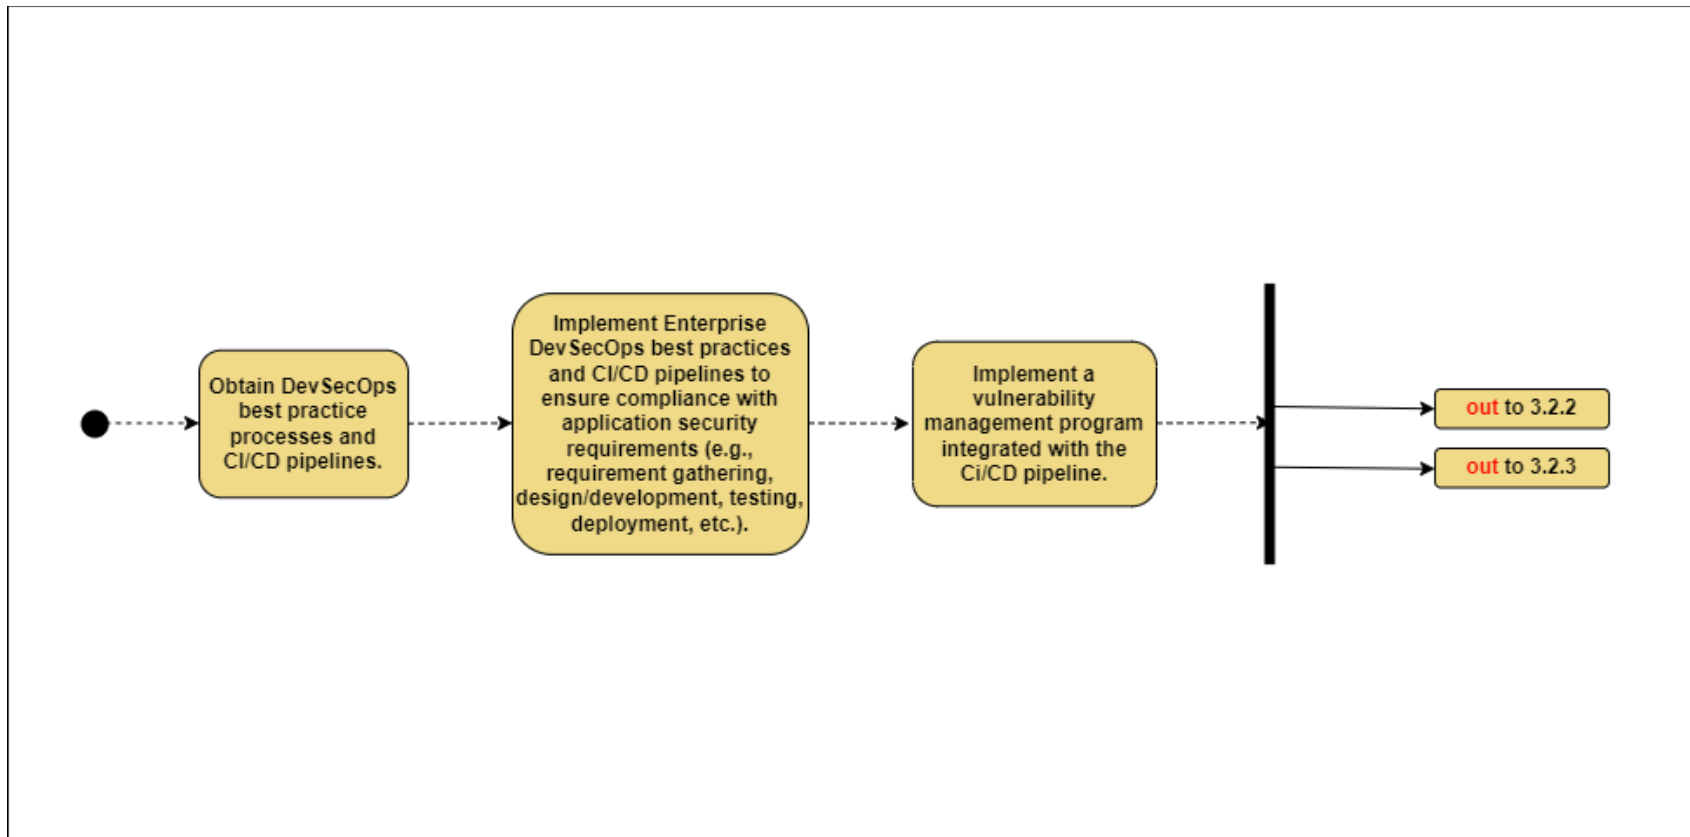 Obtain DevSecOps
best practice
processes and
CI/CD pipelines.
Implement Enterprise
DevSecOps best practices
and CI/CD pipelines to
ensure compliance with
application security
requirements (e.g.,
requirement gathering,
design/development, testing,
deployment, etc.).
Implement a
vulnerability
management program
integrated with the
Ci/CD pipeline.
out to 3.2.2
out to 3.2.3